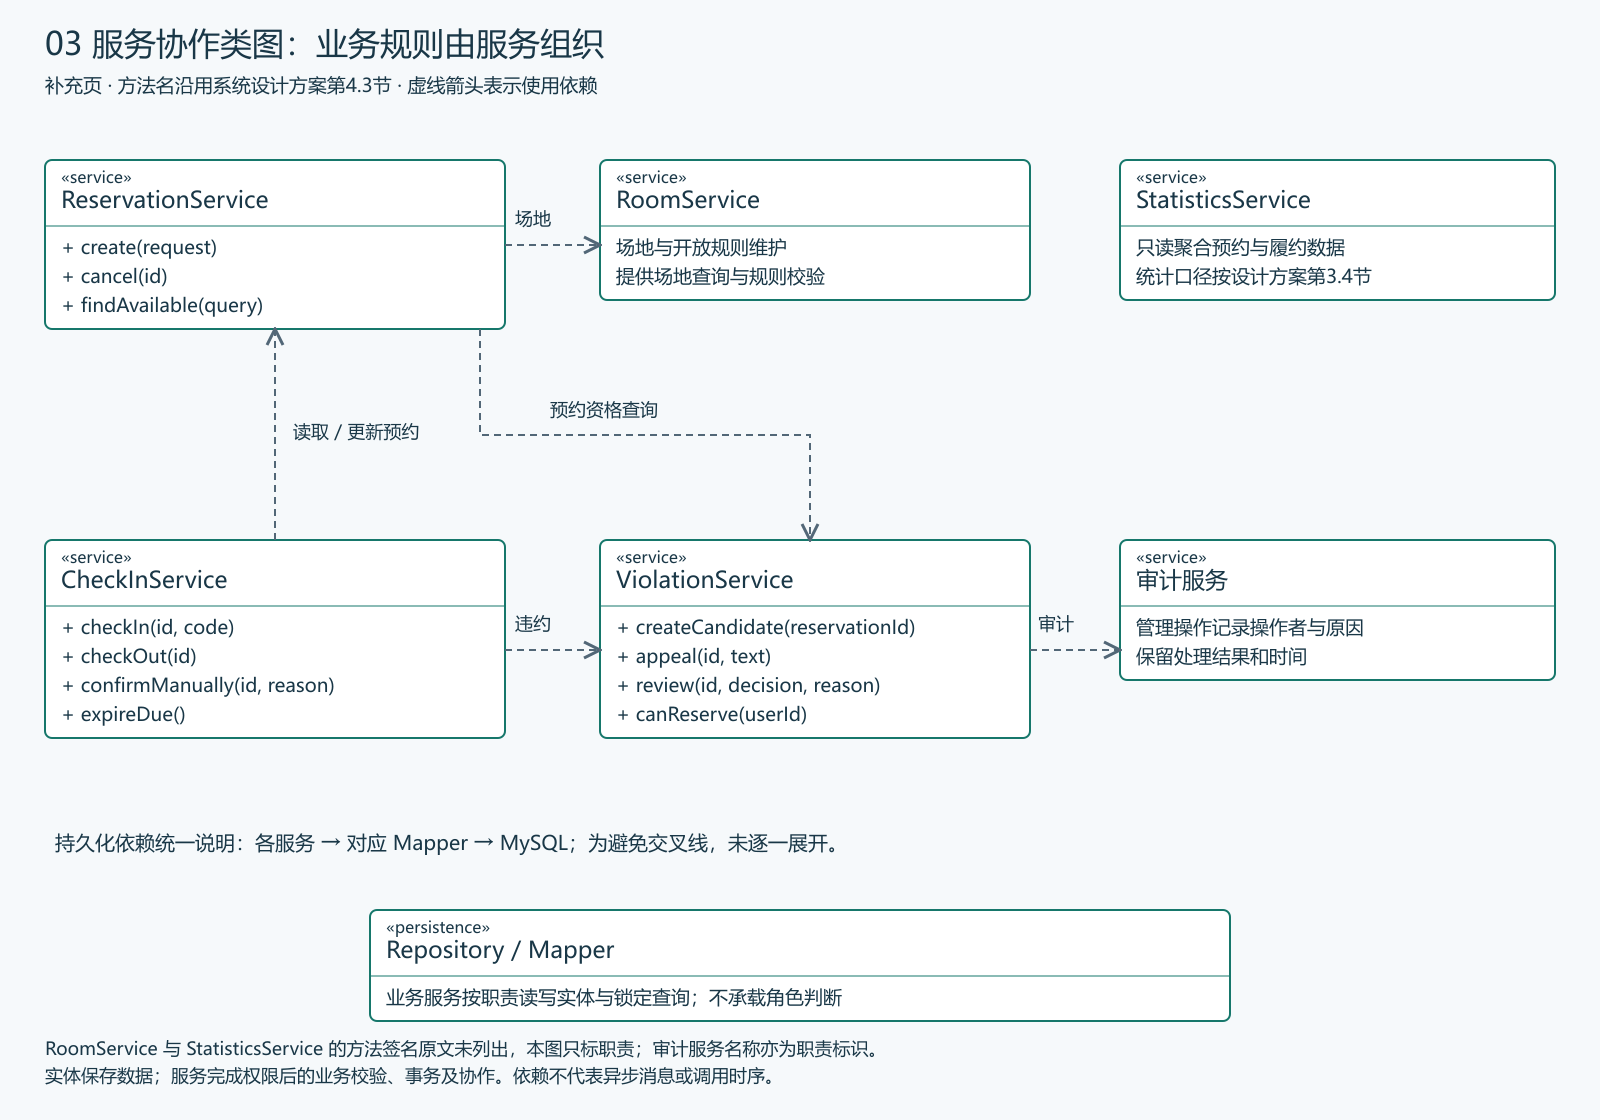 03 服务协作类图：业务规则由服务组织
补充页 · 方法名沿用系统设计方案第4.3节 · 虚线箭头表示使用依赖
«service»
ReservationService
+ create(request)
+ cancel(id)
+ findAvailable(query)
场地
«service»
RoomService
场地与开放规则维护
提供场地查询与规则校验
«service»
StatisticsService
只读聚合预约与履约数据
统计口径按设计方案第3.4节
预约资格查询
读取 / 更新预约
«service»
CheckInService
+ checkIn(id, code)
+ checkOut(id)
+ confirmManually(id, reason)
+ expireDue()
违约
«service»
ViolationService
+ createCandidate(reservationId)
+ appeal(id, text)
+ review(id, decision, reason)
+ canReserve(userId)
审计
«service»
审计服务
管理操作记录操作者与原因
保留处理结果和时间
持久化依赖统一说明：各服务 → 对应 Mapper → MySQL；为避免交叉线，未逐一展开。
«persistence»
Repository / Mapper
业务服务按职责读写实体与锁定查询；不承载角色判断
RoomService 与 StatisticsService 的方法签名原文未列出，本图只标职责；审计服务名称亦为职责标识。
实体保存数据；服务完成权限后的业务校验、事务及协作。依赖不代表异步消息或调用时序。